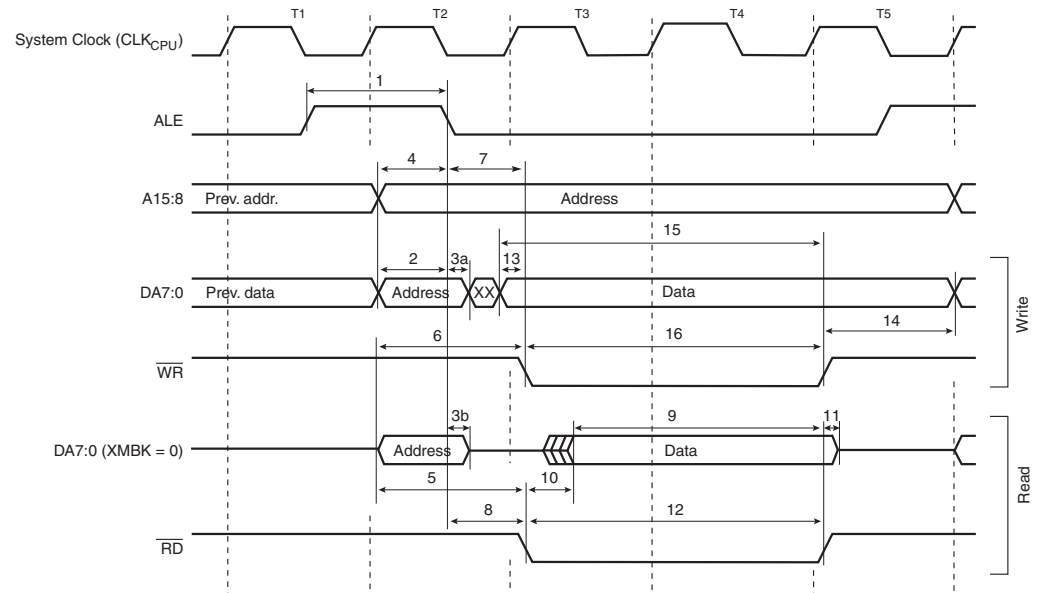 T1 T2 T3 T4 T5
System Clock (CLKCPU)
1
ALE
4 7
A15:8 Prev. addr. Address
15
2 3a 13
DA7:0 Prev. data Address XX Data
14
6 16
WR
Write
3b 9 11
DA7:0 (XMBK = 0) Address Data
5 10
8 12
RD
Read